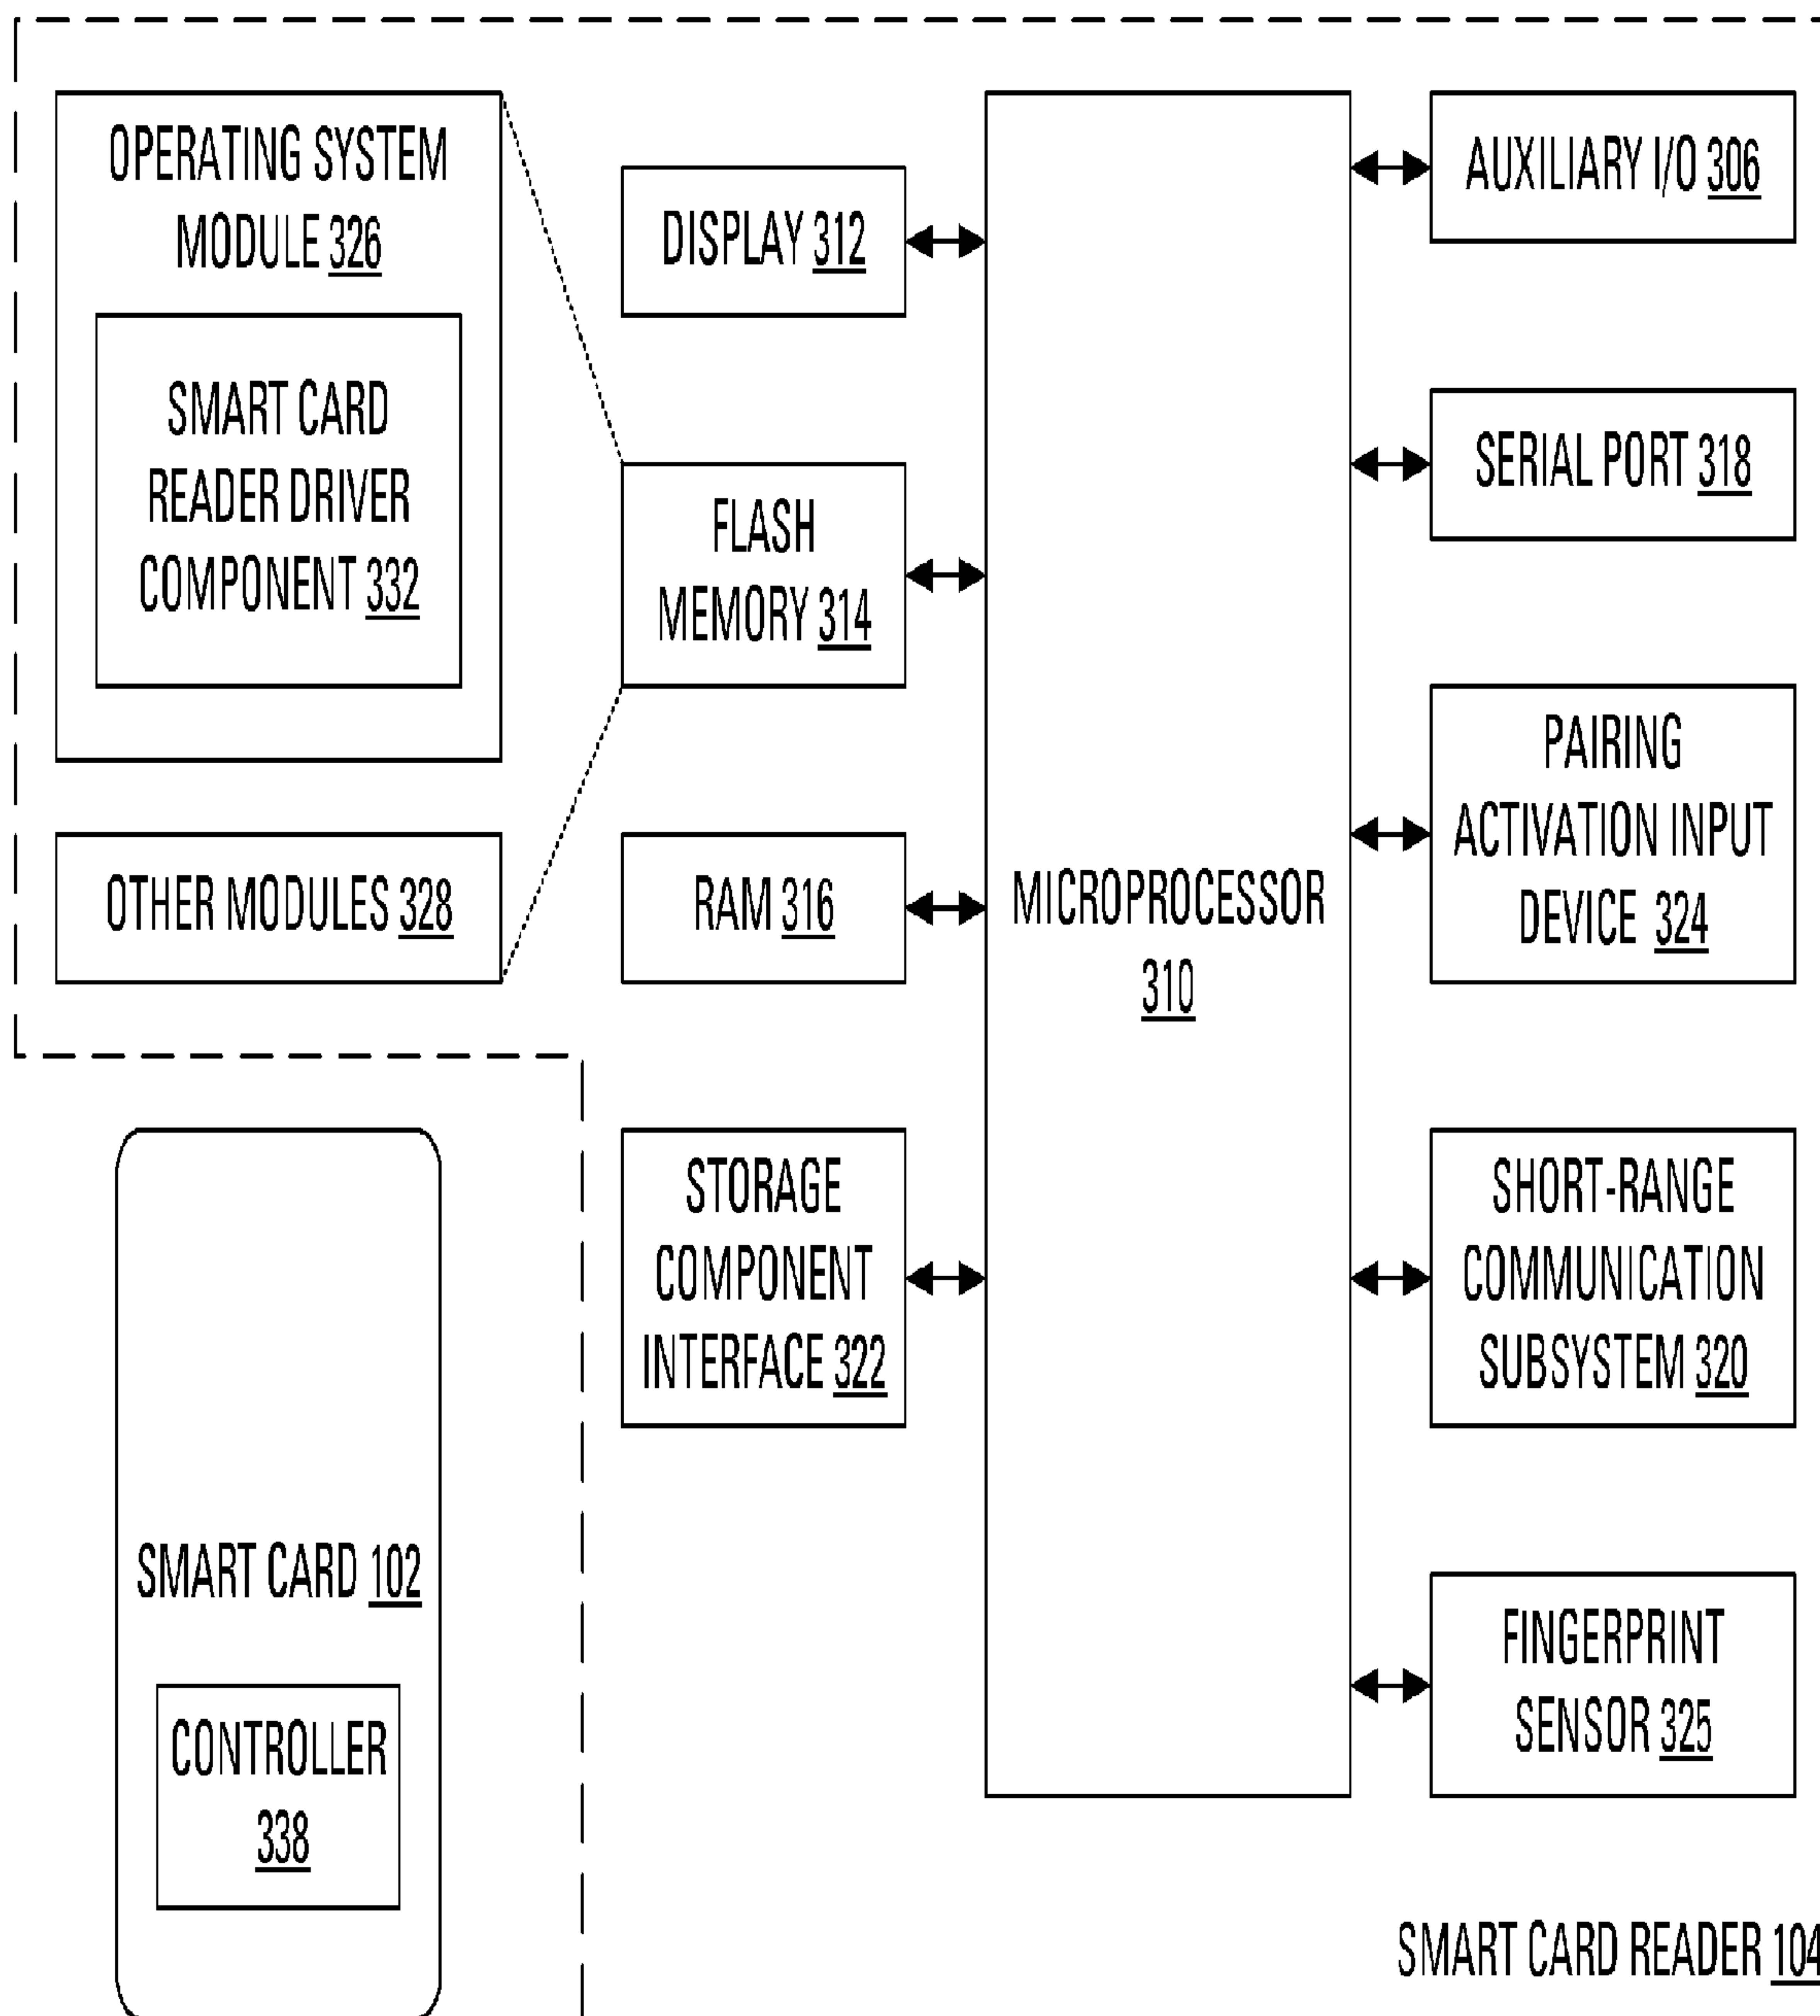 OPERATING SYSTEM
MODULE 326
SMART CARD
READER DRIVER
COMPONENT 332
OTHER MODULES 328
DISPLAY 312
FLASH
MEMORY 314
RAM 316
STORAGE
COMPONENT
INTERFACE 322
MICROPROCESSOR
310
AUXILIARY I/O 306
SERIAL PORT 318
PAIRING
ACTIVATION INPUT
DEVICE 324
SHORT-RANGE
COMMUNICATION
SUBSYSTEM 320
FINGERPRINT
SENSOR 325
SMART CARD 102
CONTROLLER
338
SMART CARD READER 104